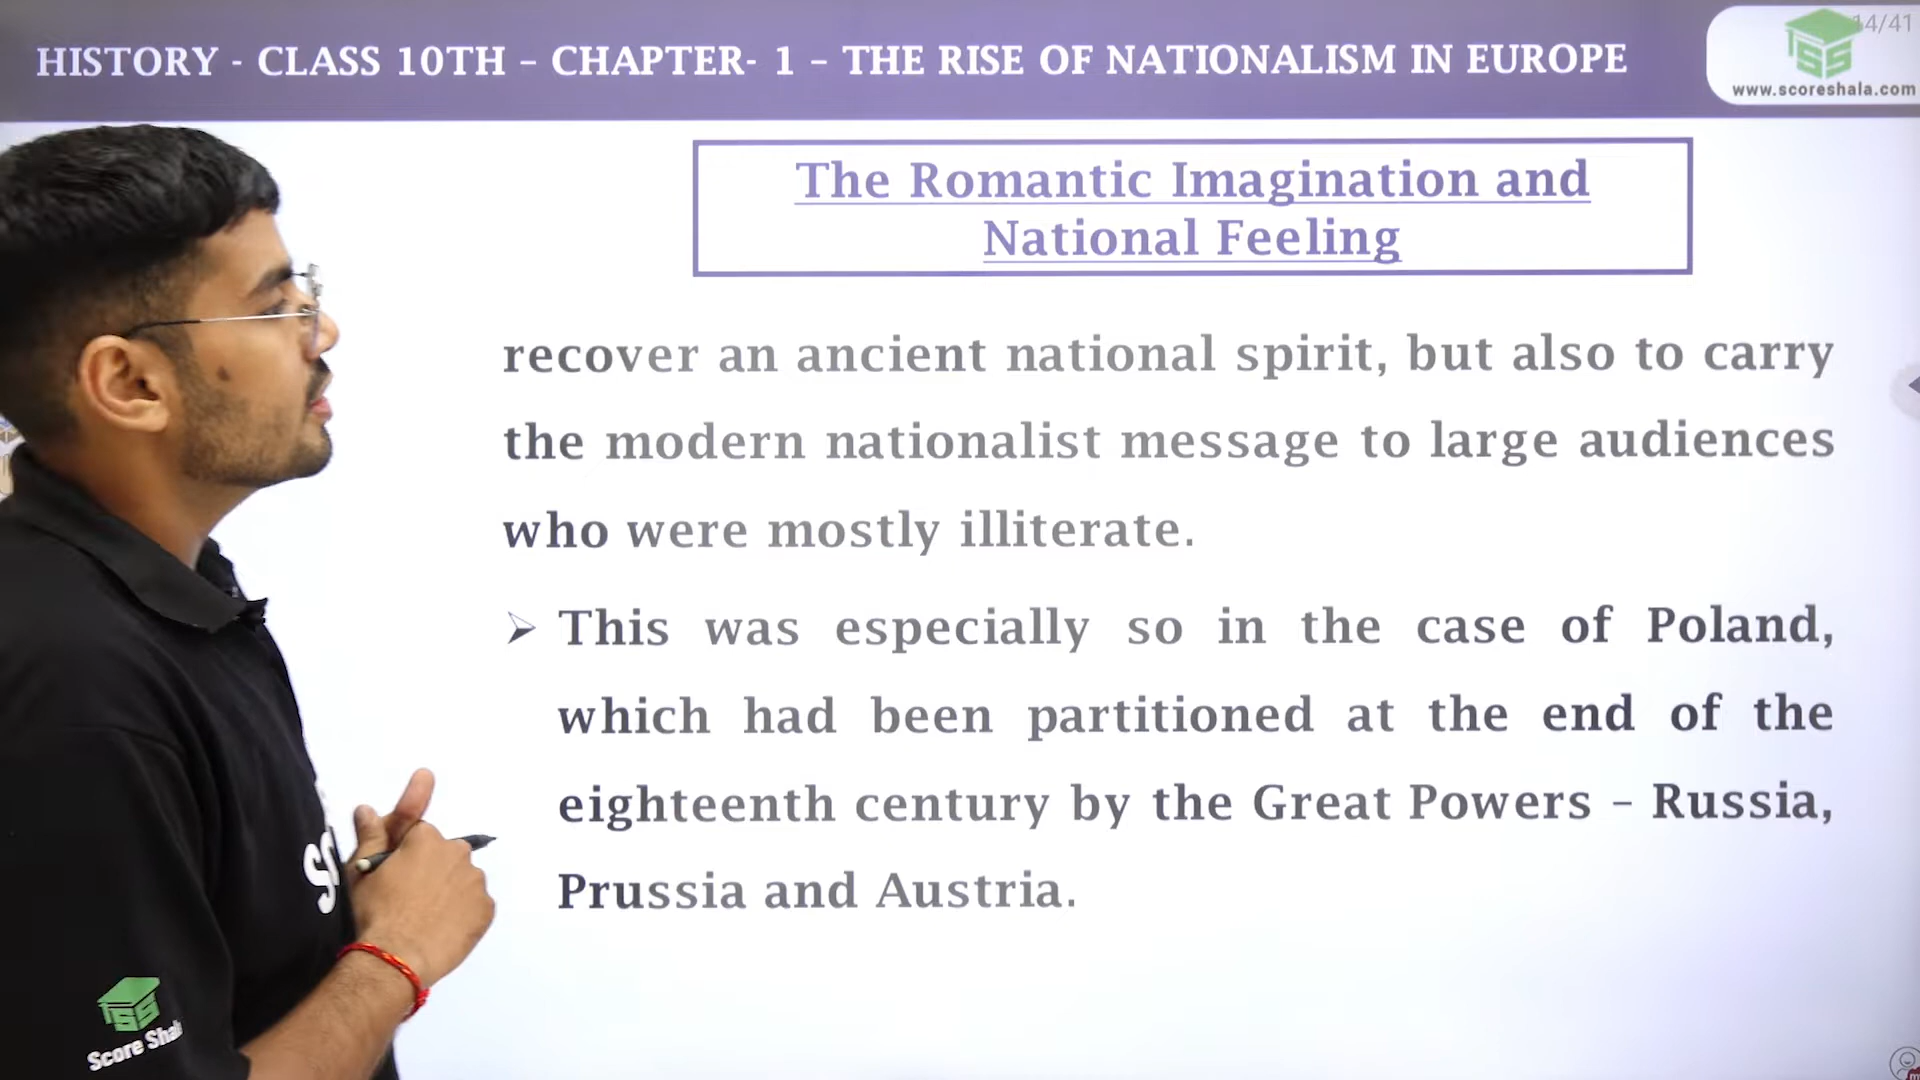 HISTORY - CLASS 10TH – CHAPTER- 1 – THE RISE OF NATIONALISM IN EUROPE
14/41
SS
www.scoreshala.com
The Romantic Imagination and
National Feeling
recover an ancient national spirit, but also to carry
the modern nationalist message to large audiences
who were mostly illiterate.
➢ This was especially so in the case of Poland,
which had been partitioned at the end of the
eighteenth century by the Great Powers – Russia,
Prussia and Austria.
SS
Score Shala